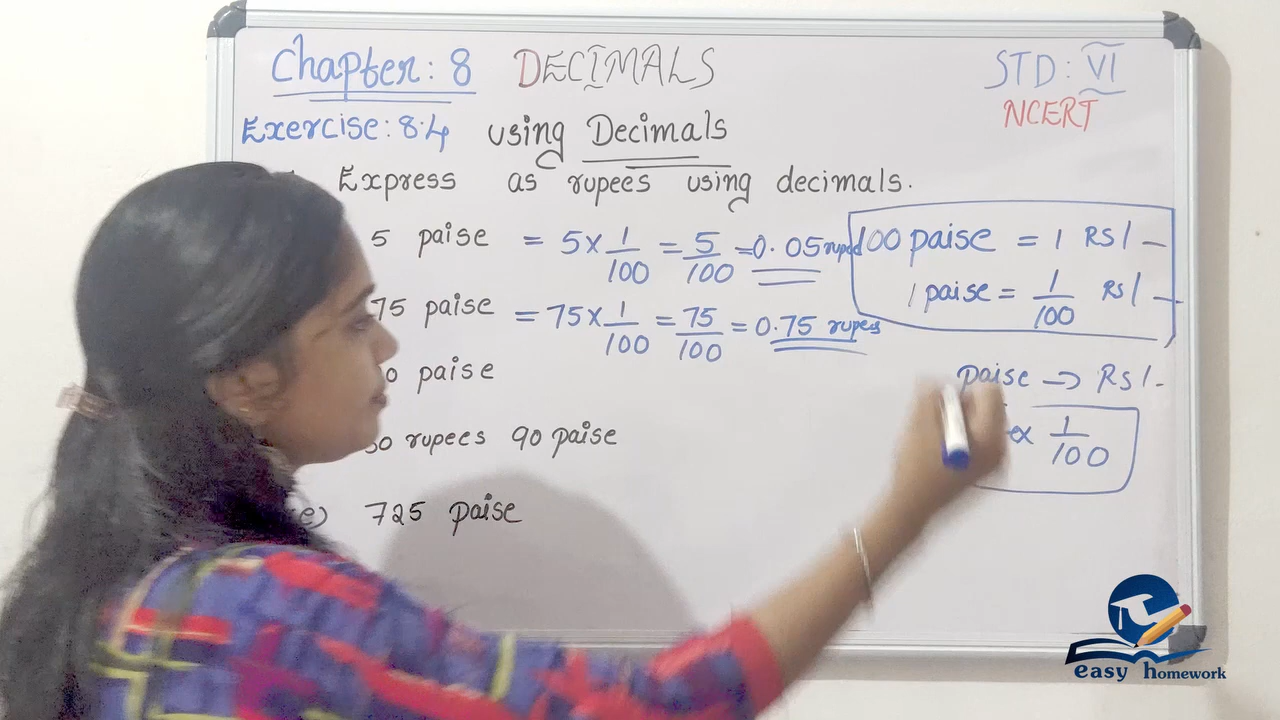 Chapter: 8 DECIMALS STD: VI
NCERT
Exercise: 8.4 using Decimals
Express as rupees using decimals.
5 paise = 5 × 1/100 = 5/100 = 0.05
100 paise = 1 RS/-
1 paise = 1/100 RS/-
75 paise = 75 × 1/100 = 75/100 = 0.75 rupees
0 paise
paise → RS/-
× 1/100
0 rupees 90 paise
e) 725 paise
easy homework